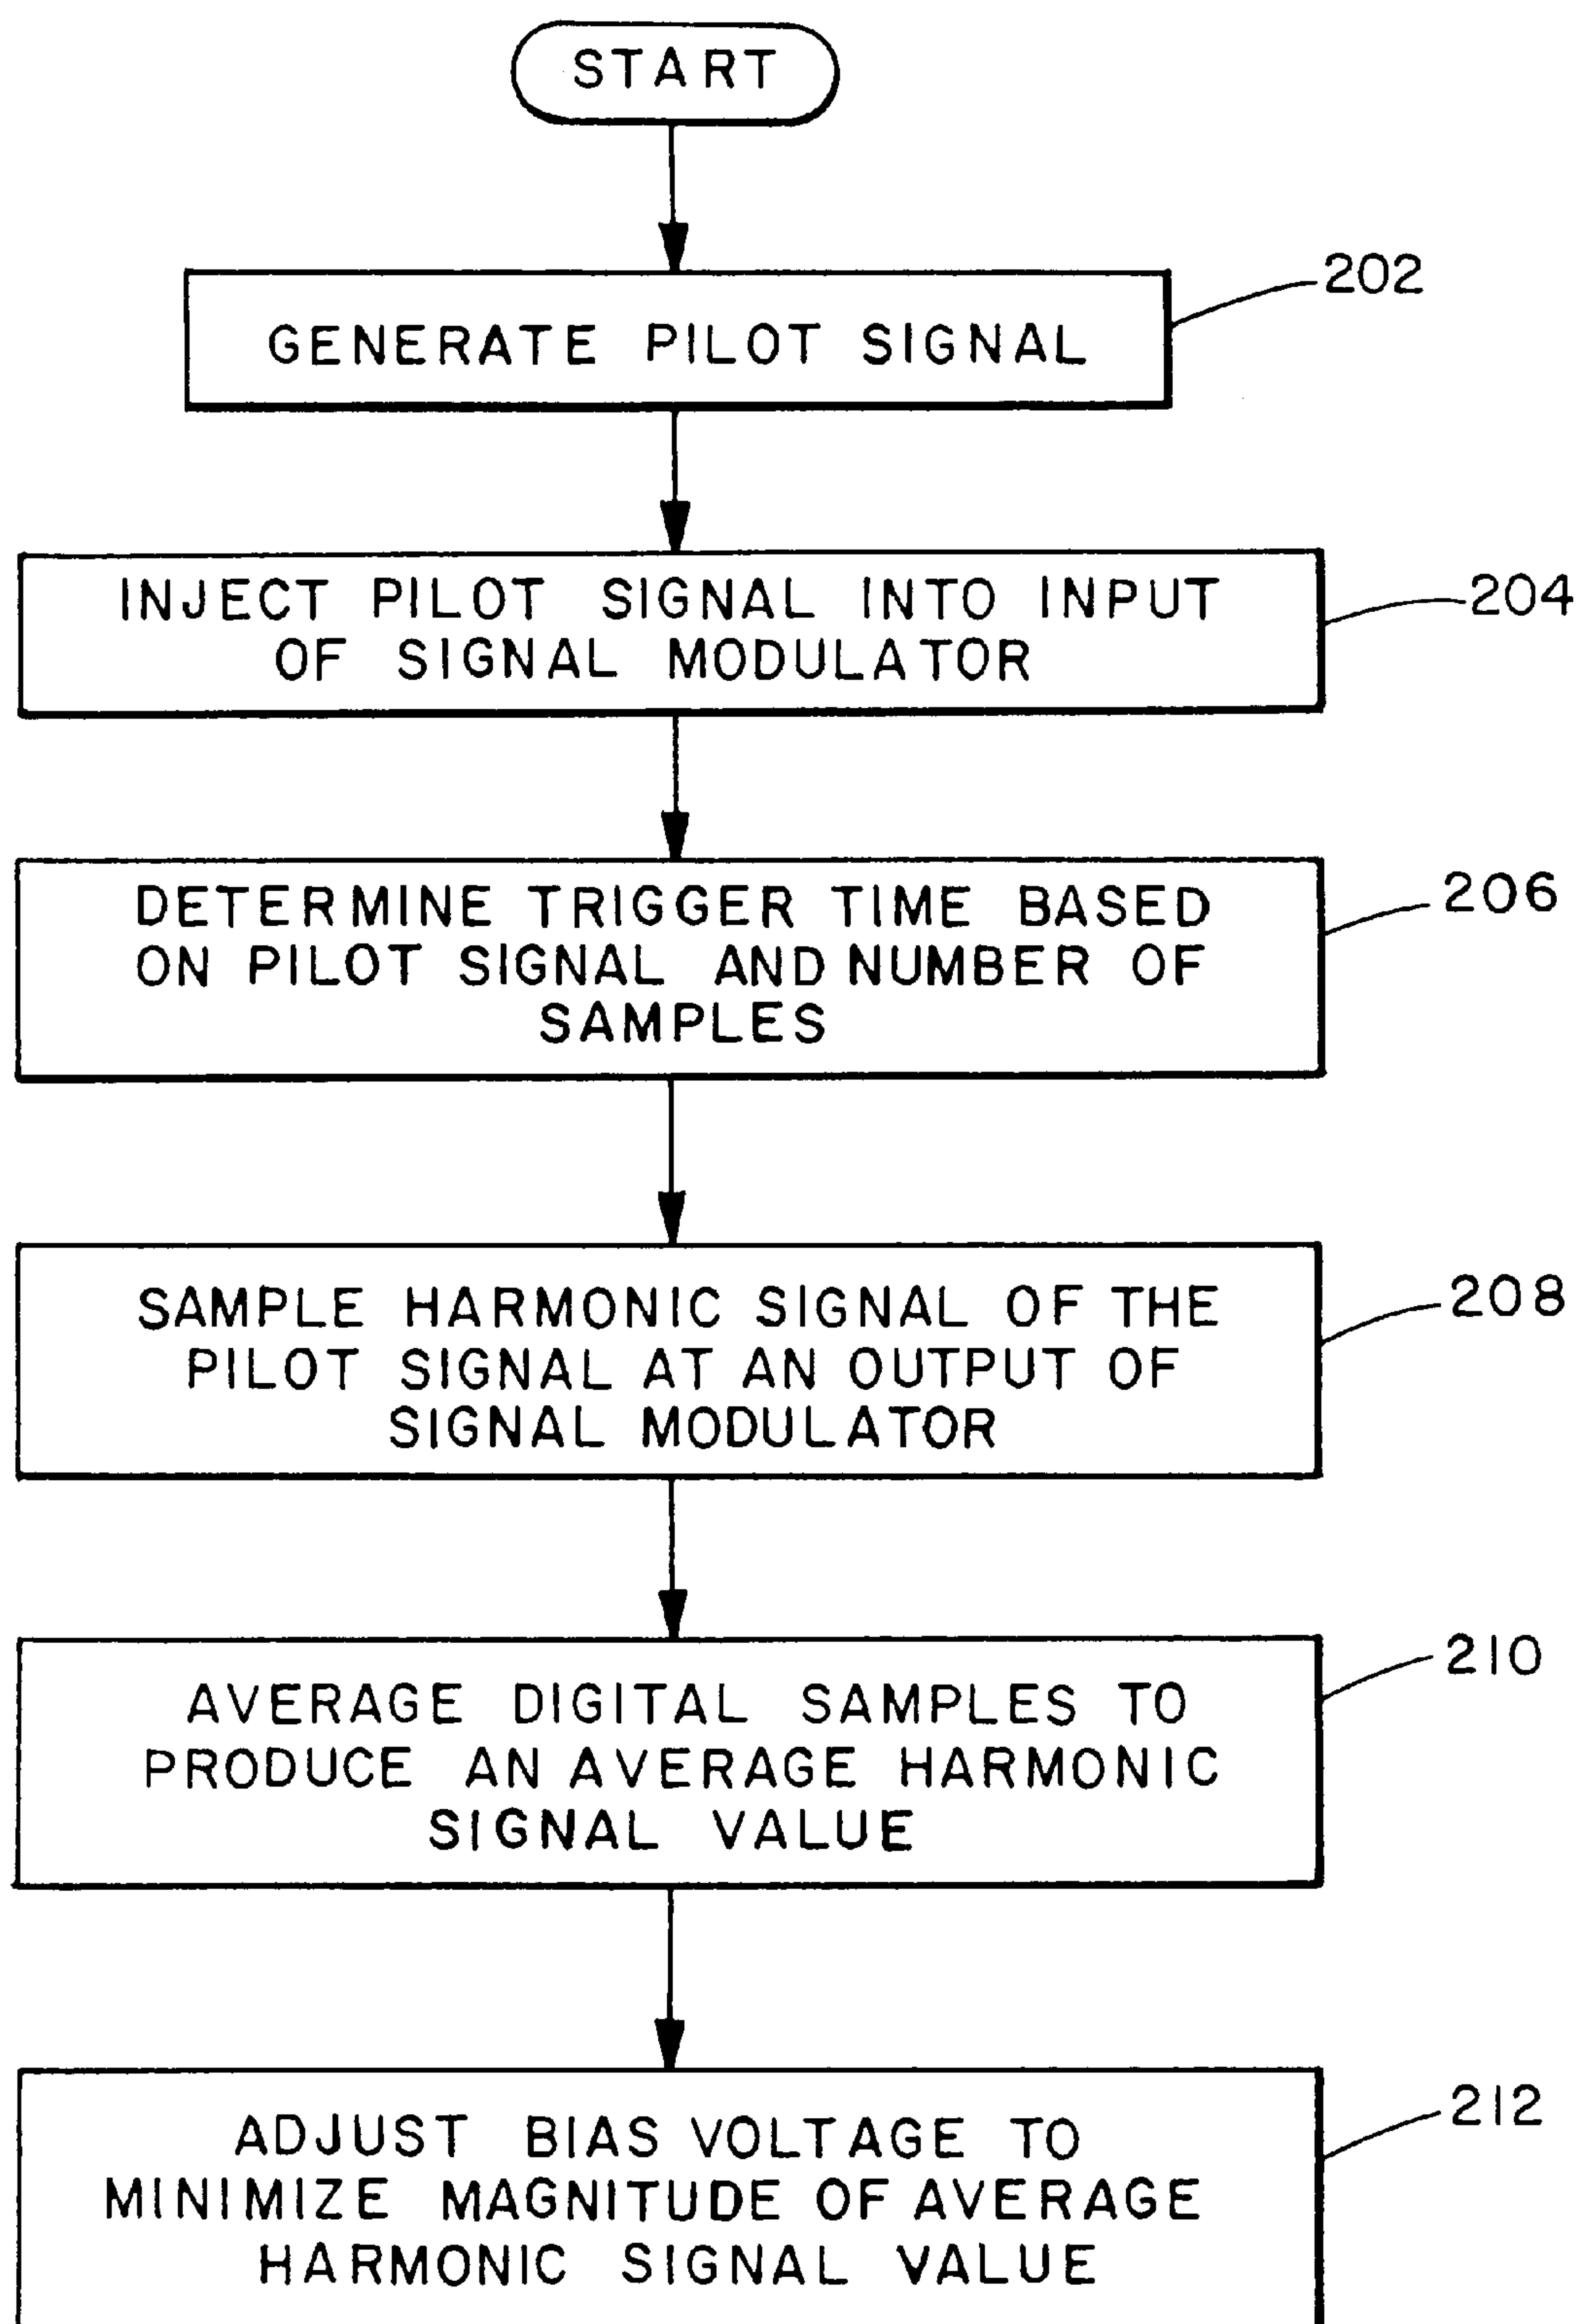 START
202
GENERATE PILOT SIGNAL
204
INJECT PILOT SIGNAL INTO INPUT
OF SIGNAL MODULATOR
206
DETERMINE TRIGGER TIME BASED
ON PILOT SIGNAL AND NUMBER OF
SAMPLES
208
SAMPLE HARMONIC SIGNAL OF THE
PILOT SIGNAL AT AN OUTPUT OF
SIGNAL MODULATOR
210
AVERAGE DIGITAL SAMPLES TO
PRODUCE AN AVERAGE HARMONIC
SIGNAL VALUE
212
ADJUST BIAS VOLTAGE TO
MINIMIZE MAGNITUDE OF AVERAGE
HARMONIC SIGNAL VALUE